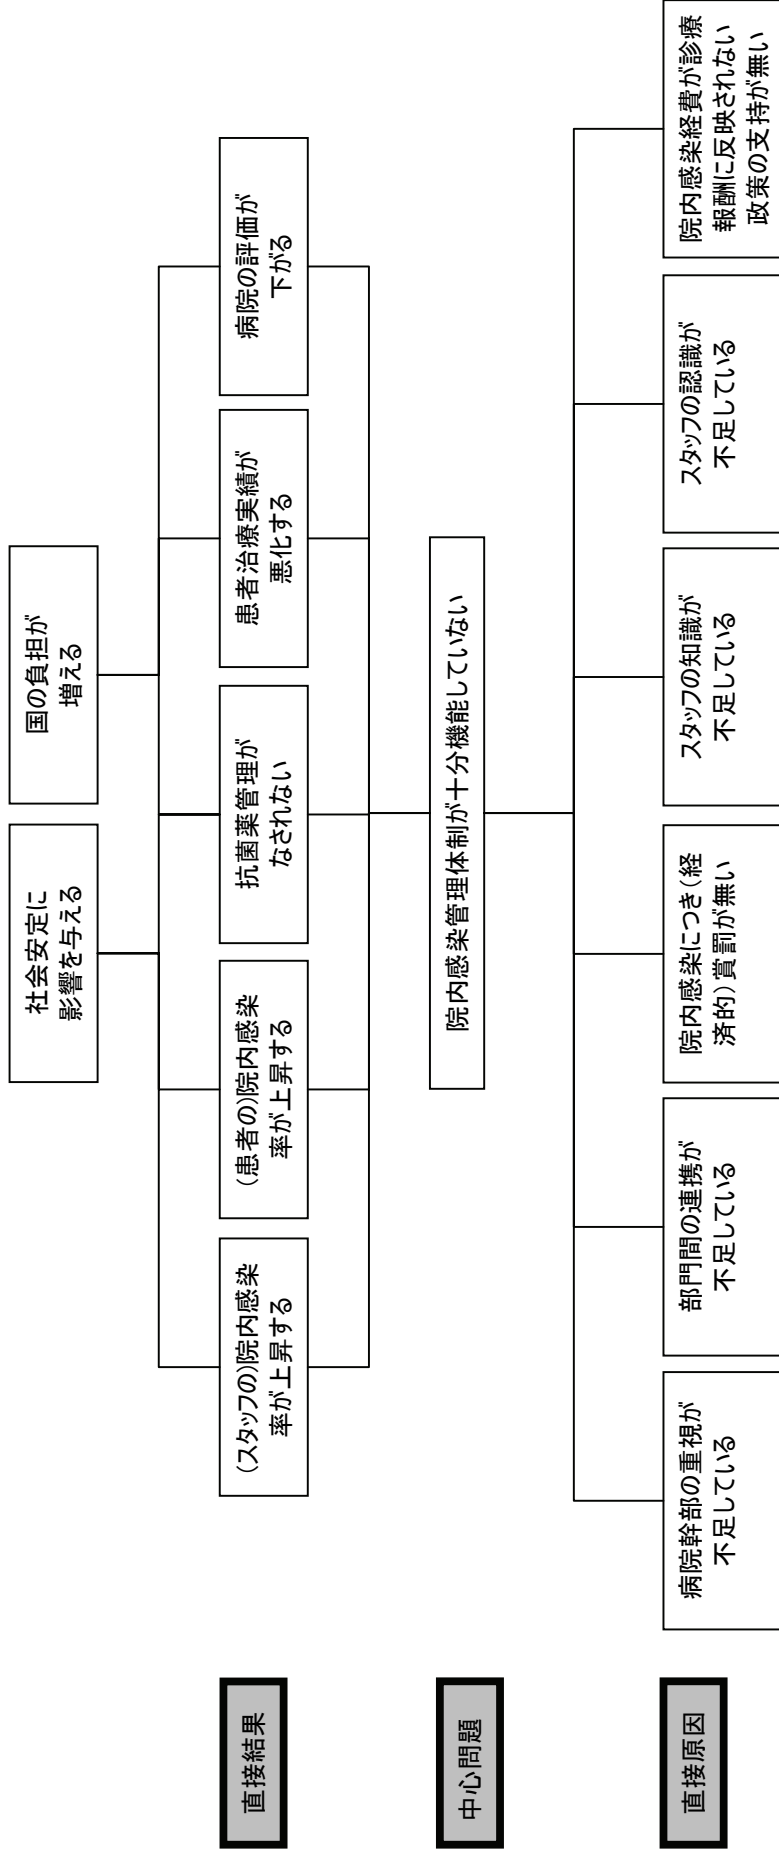 社会安定に
影響を与える
国の負担が
増える
直接結果
(スタッフの)院内感染
率が上昇する
(患者の)院内感染
率が上昇する
抗菌薬管理が
なされない
患者治療実績が
悪化する
病院の評価が
下がる
中心問題
院内感染管理体制が十分機能していない
直接原因
病院幹部の重視が
不足している
部門間の連携が
不足している
院内感染につき(経
済的)賞罰が無い
スタッフの知識が
不足している
スタッフの認識が
不足している
院内感染経費が診療
報酬に反映されない
政策の支持が無い